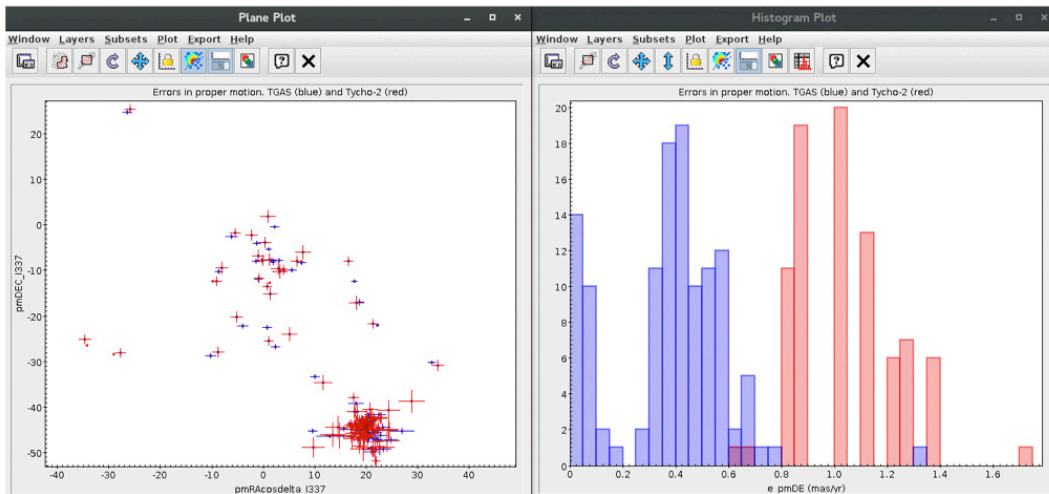 Plane Plot
Window Layers Subsets Plot Export Help
Errors in proper motion. TGAS (blue) and Tycho-2 (red)
20
10
0
-10
-20
-30
-40
-50
pmDEC_I337
-40 -30 -20 -10 0 10 20 30 40
pmRAcosdelta_I337
Histogram Plot
Window Layers Subsets Plot Export Help
Errors in proper motion. TGAS (blue) and Tycho-2 (red)
20
18
16
14
12
10
8
6
4
2
0
0 0.2 0.4 0.6 0.8 1 1.2 1.4 1.6
e_pmDE (mas/yr)